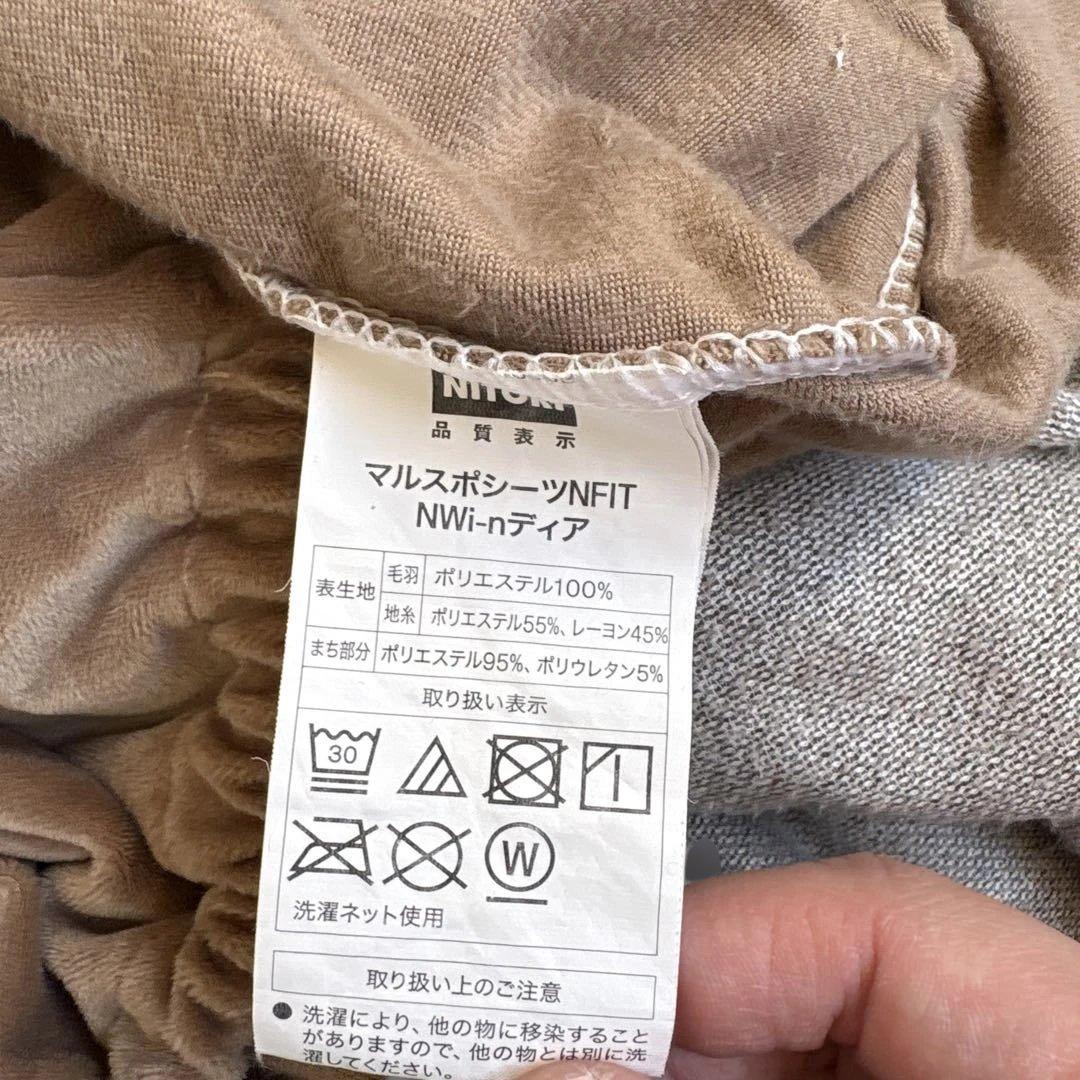 NITORI
品質表示
マルスポシーツNFIT
NWi-nディア
表生地 毛羽 ポリエステル100%
地糸 ポリエステル55%、レーヨン45%
まち部分 ポリエステル95%、ポリウレタン5%
取り扱い表示
30
W
洗濯ネット使用
取り扱い上のご注意
● 洗濯により、他の物に移染すること
がありますので、他の物とは別に洗
濯してください。